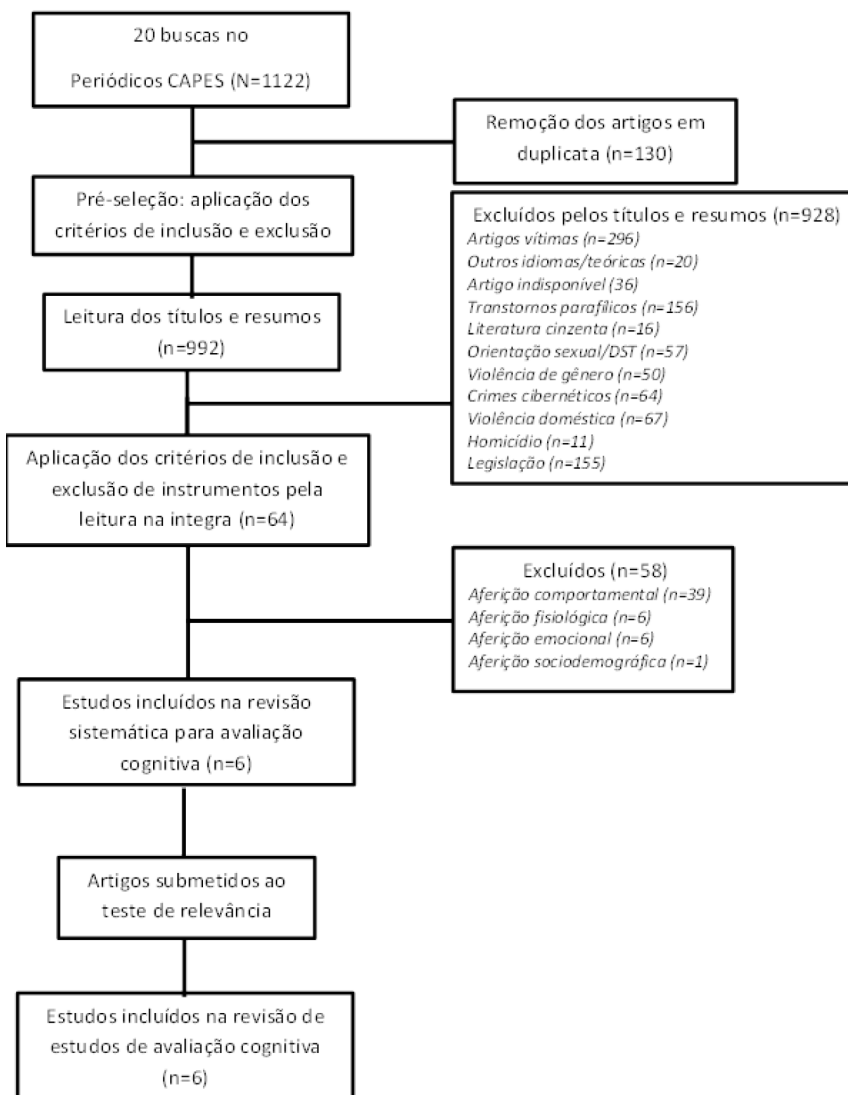 20 buscas no
Periódicos CAPES (N=1122)
Remoção dos artigos em
duplicata (n=130)
Pré-seleção: aplicação dos
critérios de inclusão e exclusão
Excluídos pelos títulos e resumos (n=928)
Artigos vítimas (n=296)
Outros idiomas/teóricas (n=20)
Artigo indisponível (36)
Transtornos parafílicos (n=156)
Literatura cinzenta (n=16)
Orientação sexual/DST (n=57)
Violência de gênero (n=50)
Crimes cibernéticos (n=64)
Violência doméstica (n=67)
Homicídio (n=11)
Legislação (n=155)
Leitura dos títulos e resumos
(n=992)
Aplicação dos critérios de inclusão e
exclusão de instrumentos pela
leitura na integra (n=64)
Excluídos (n=58)
Aferição comportamental (n=39)
Aferição fisiológica (n=6)
Aferição emocional (n=6)
Aferição sociodemográfica (n=1)
Estudos incluídos na revisão
sistemática para avaliação
cognitiva (n=6)
Artigos submetidos ao
teste de relevância
Estudos incluídos na revisão de
estudos de avaliação cognitiva
(n=6)